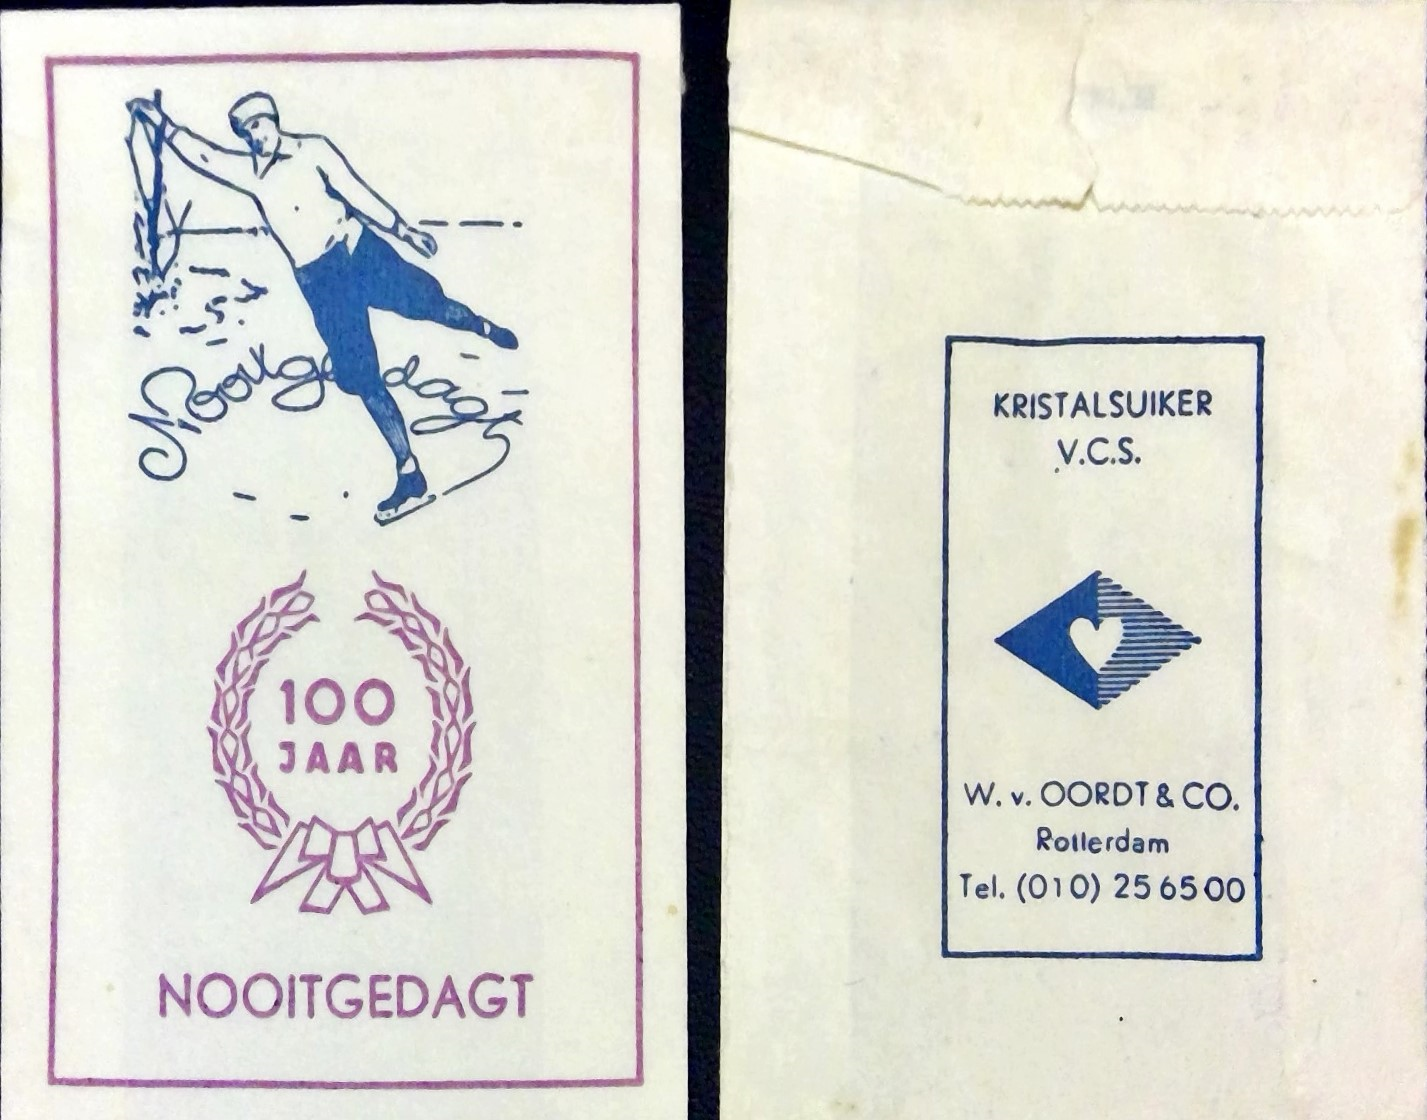 Nooitgedagt
100
JAAR
NOOITGEDAGT
KRISTALSUIKER
V.C.S.
W. v. OORDT & CO.
Rotterdam
Tel. (010) 25 65 00